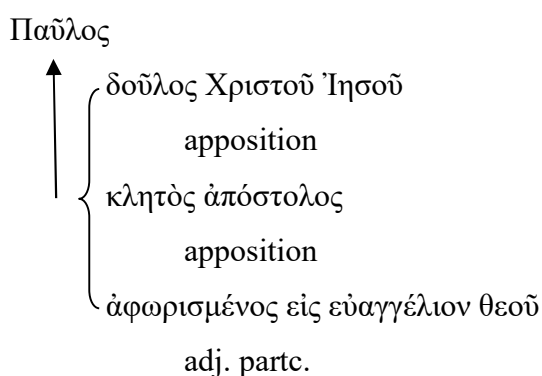 Παῦλος
δοῦλος Χριστοῦ Ἰησοῦ
apposition
κλητὸς ἀπόστολος
apposition
ἀφωρισμένος εἰς εὐαγγέλιον θεοῦ
adj. partc.